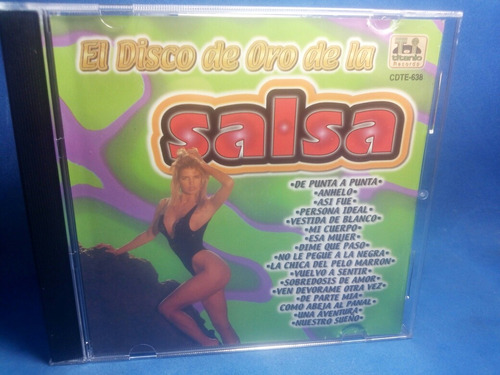 El Disco de Oro de la
titanio
Records
CDTE-638
salsa
•DE PUNTA A PUNTA•
•ANHELO•
•ASI FUE•
•PERSONA IDEAL•
•VESTIDA DE BLANCO•
•MI CUERPO•
•ESA MUJER•
•DIME QUE PASO•
•NO LE PEGUE A LA NEGRA•
•LA CHICA DEL PELO MARRON•
•VUELVO A SENTIR•
•SOBREDOSIS DE AMOR•
•VEN DEVORAME OTRA VEZ•
•DE PARTE MIA•
COMO ABEJA AL PANAL•
•UNA AVENTURA•
•NUESTRO SUEÑO•